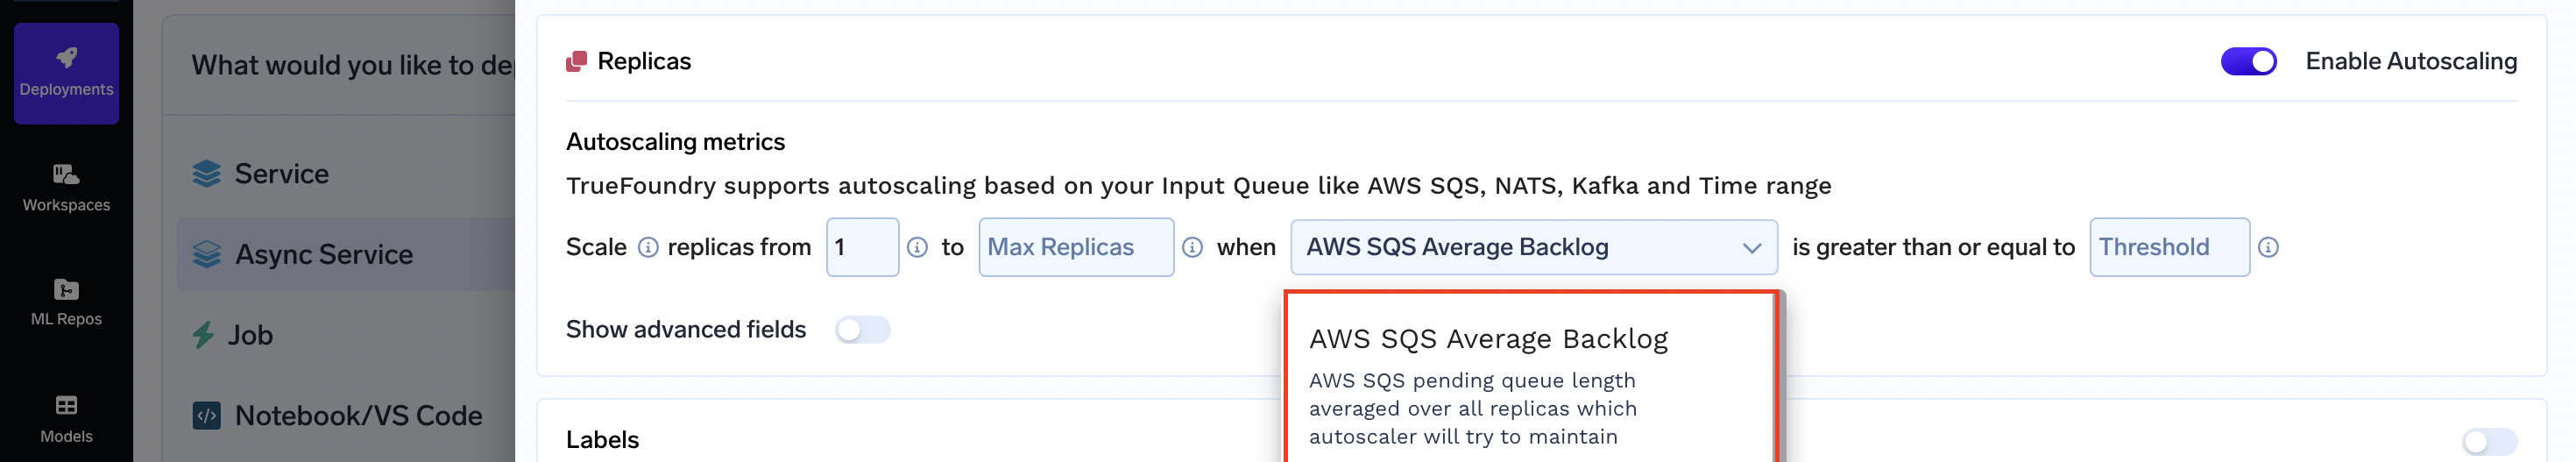 Deployments
Workspaces
ML Repos
Models
What would you like to de
Service
Async Service
Job
Notebook/VS Code
Replicas
Enable Autoscaling
Autoscaling metrics
TrueFoundry supports autoscaling based on your Input Queue like AWS SQS, NATS, Kafka and Time range
Scale replicas from 1 to Max Replicas when AWS SQS Average Backlog is greater than or equal to Threshold
Show advanced fields
AWS SQS Average Backlog
AWS SQS pending queue length
averaged over all replicas which
autoscaler will try to maintain
Labels